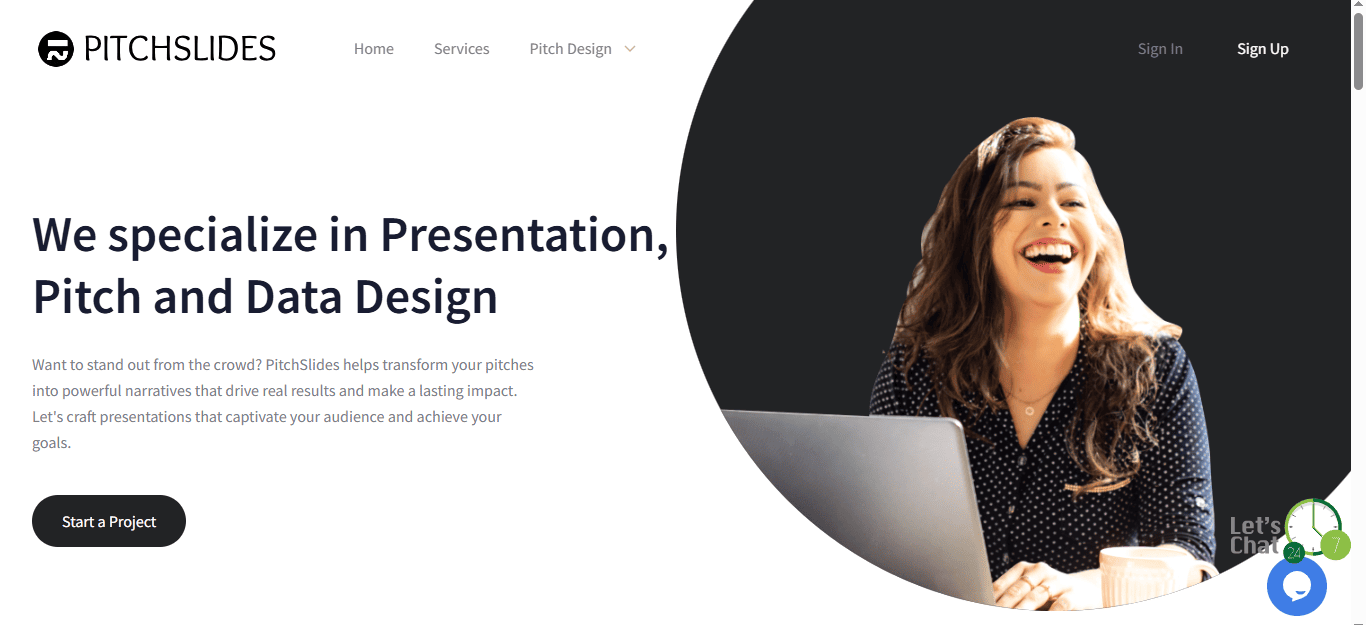 PITCHSLIDES
Home
Services
Pitch Design
Sign In
Sign Up
We specialize in Presentation,
Pitch and Data Design
Want to stand out from the crowd? PitchSlides helps transform your pitches
into powerful narratives that drive real results and make a lasting impact.
Let's craft presentations that captivate your audience and achieve your
goals.
Start a Project
Let's
Chat
24
7